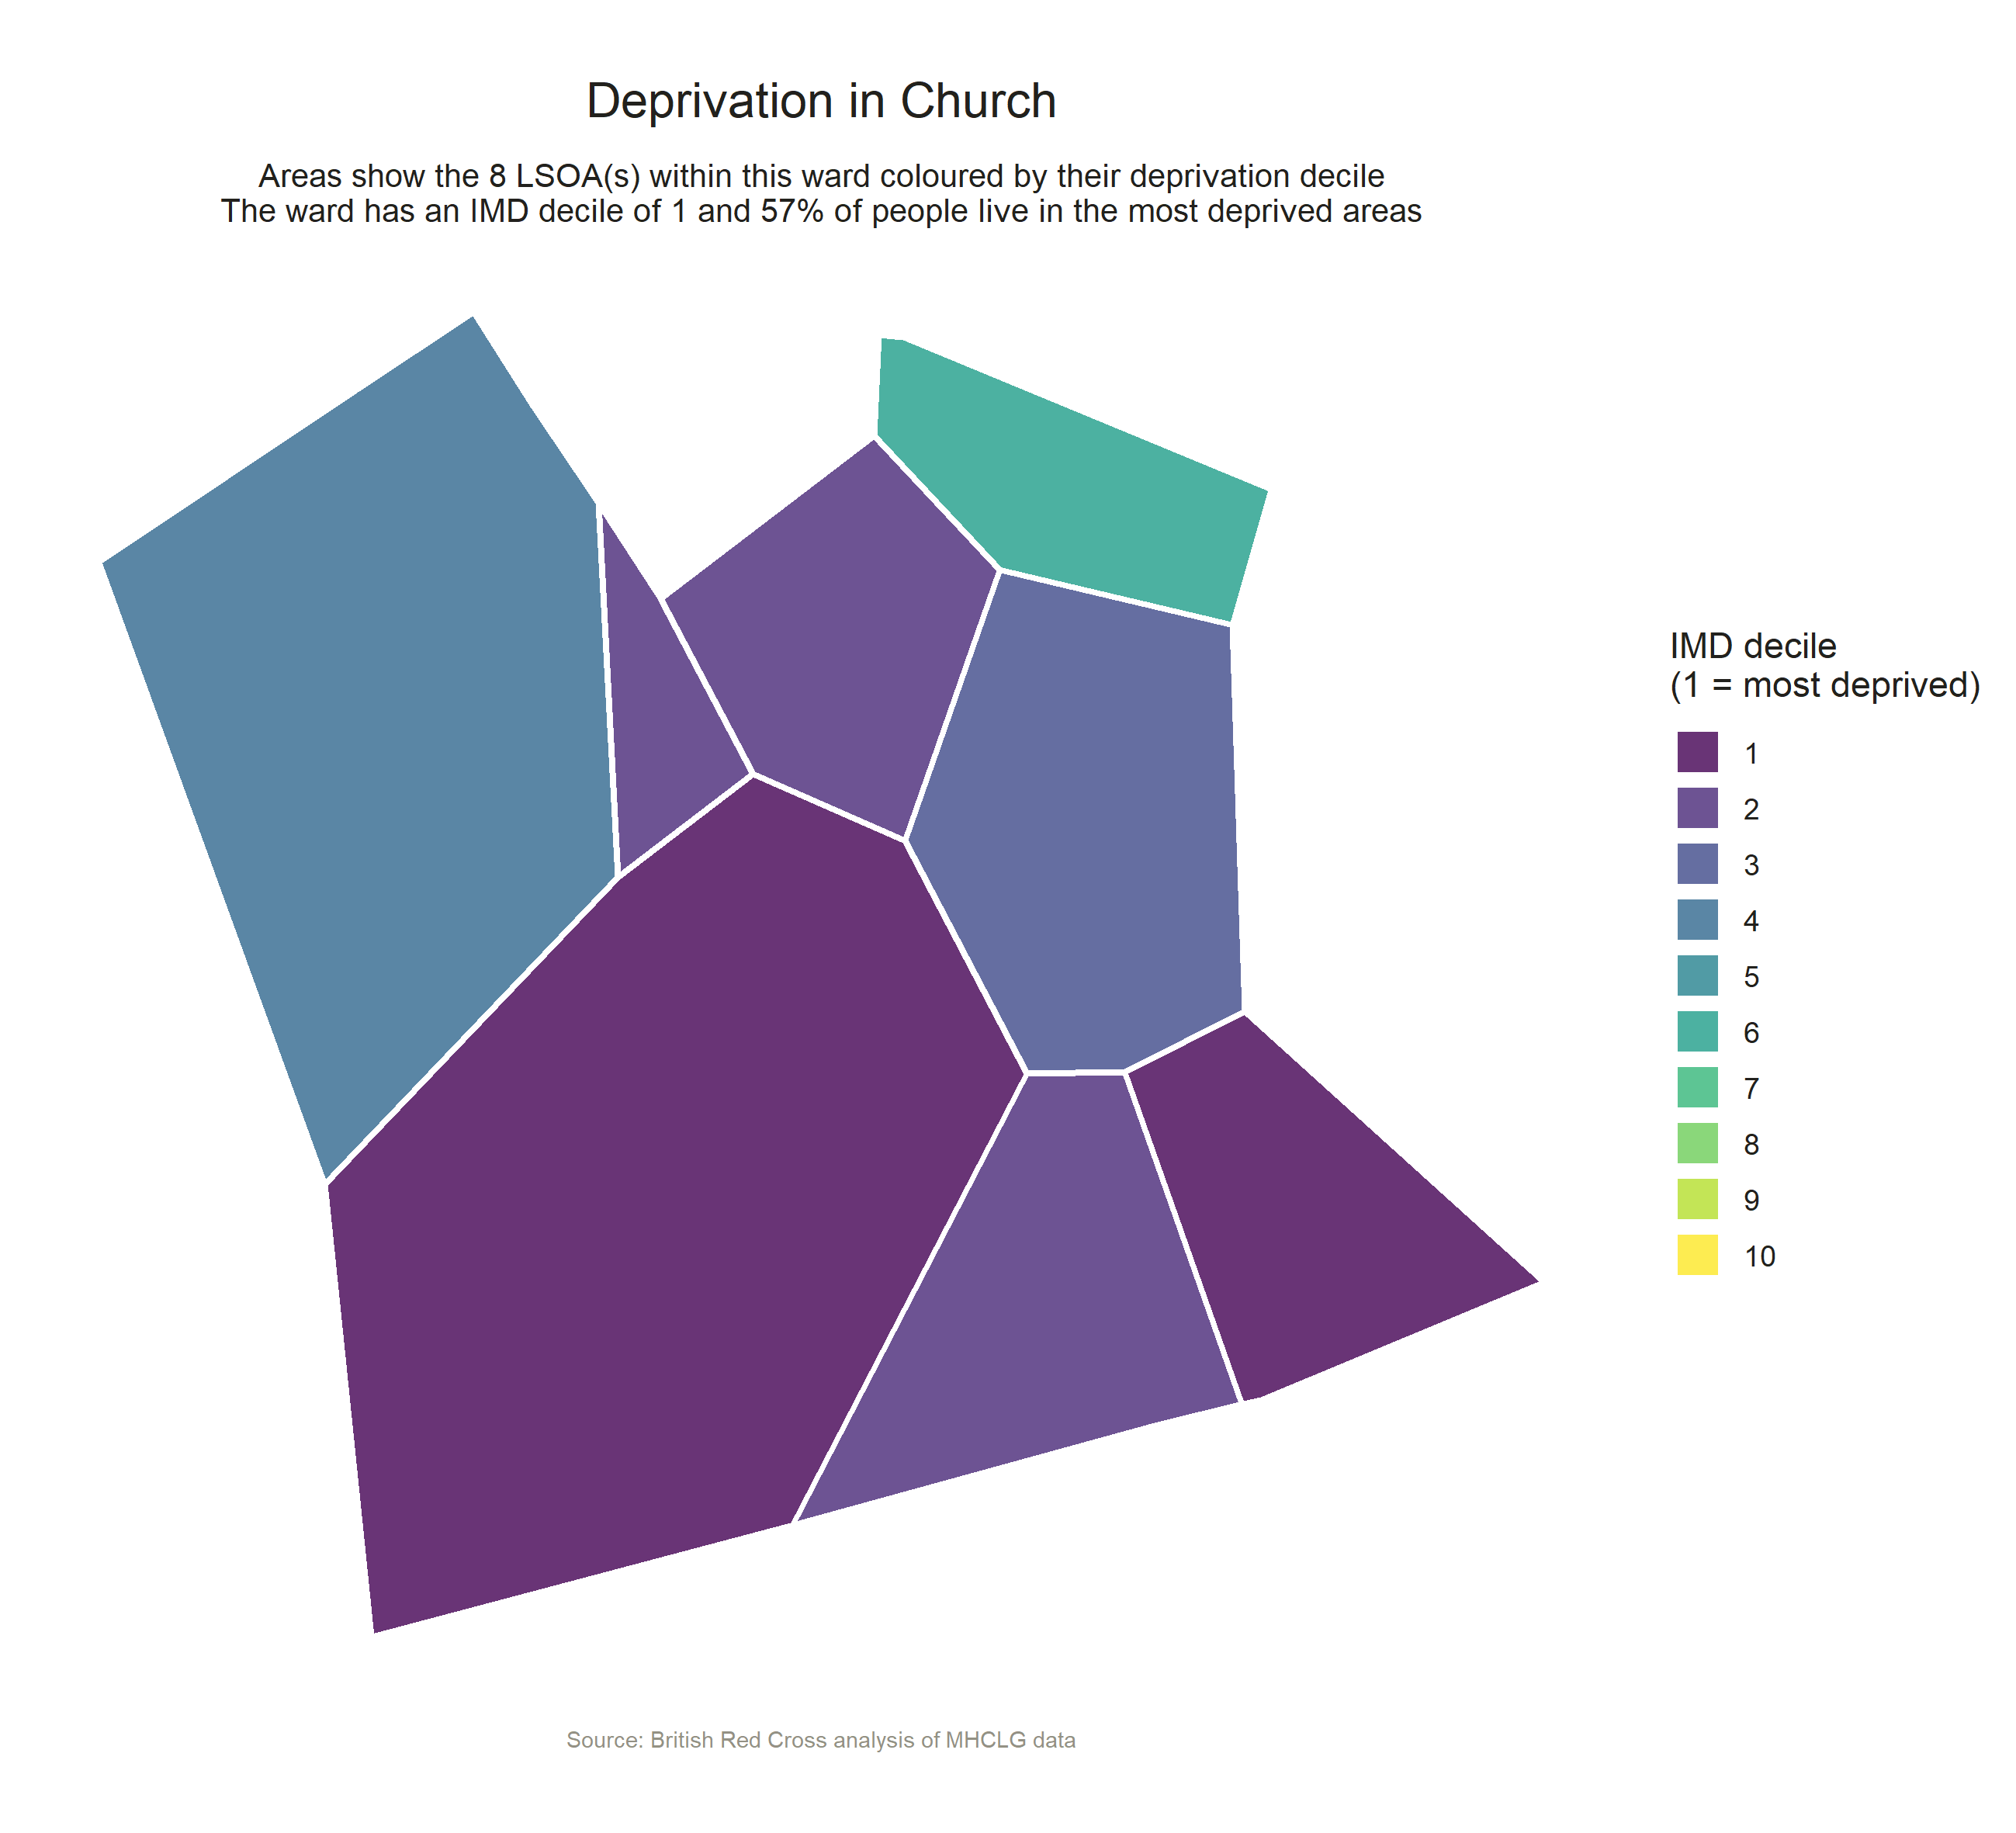 Deprivation in Church
Areas show the 8 LSOA(s) within this ward coloured by their deprivation decile
The ward has an IMD decile of 1 and 57% of people live in the most deprived areas
IMD decile
(1 = most deprived)
1
2
3
4
5
6
7
8
9
10
Source: British Red Cross analysis of MHCLG data